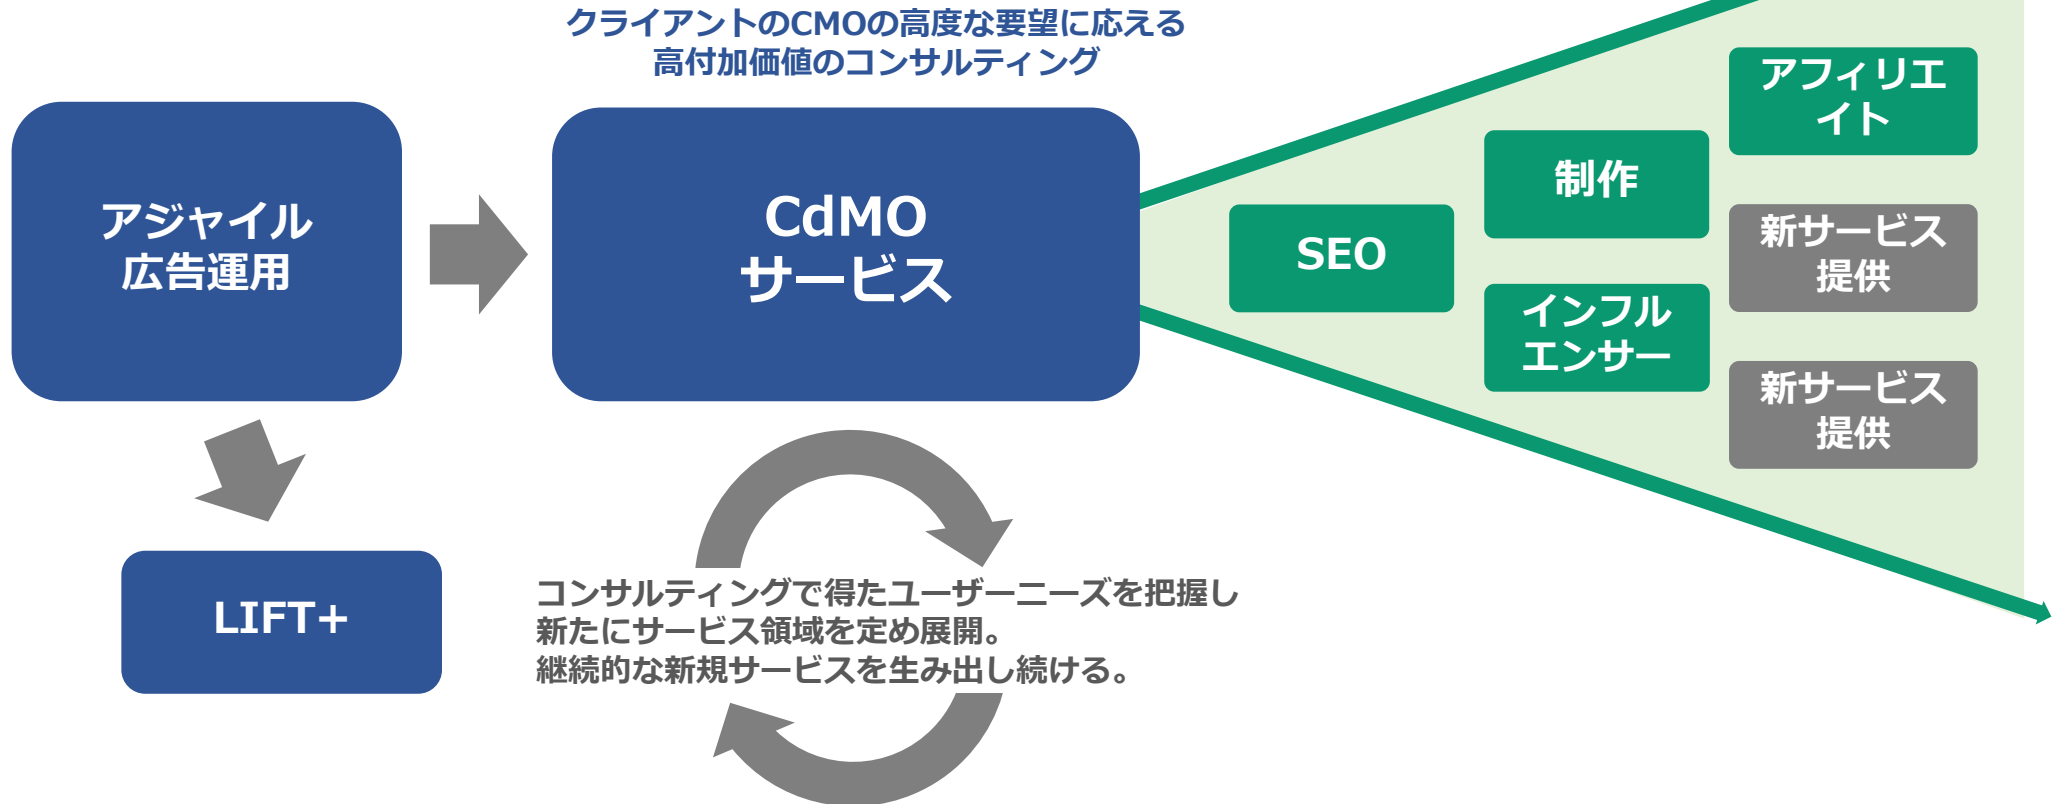 クライアントのCMOの高度な要望に応える
高付加価値のコンサルティング
アジャイル
広告運用
CdMO
サービス
SEO
制作
インフル
エンサー
アフィリエ
イト
新サービス
提供
新サービス
提供
LIFT+
コンサルティングで得たユーザーニーズを把握し
新たにサービス領域を定め展開。
継続的な新規サービスを生み出し続ける。